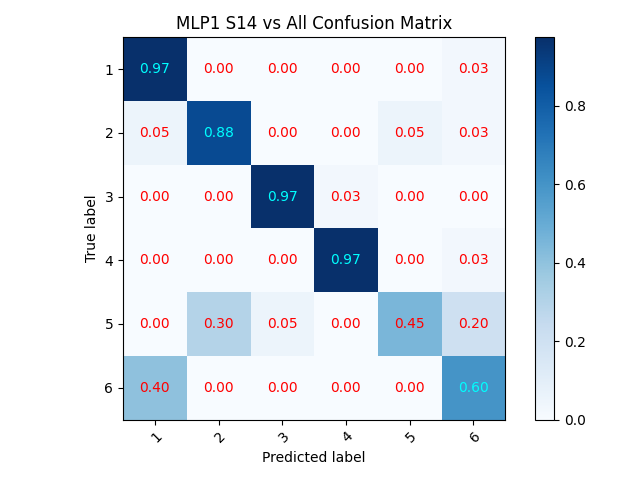 MLP1 S14 vs All Confusion Matrix
True label
1 0.97 0.00 0.00 0.00 0.00 0.03
2 0.05 0.88 0.00 0.00 0.05 0.03
3 0.00 0.00 0.97 0.03 0.00 0.00
4 0.00 0.00 0.00 0.97 0.00 0.03
5 0.00 0.30 0.05 0.00 0.45 0.20
6 0.40 0.00 0.00 0.00 0.00 0.60
1 2 3 4 5 6
Predicted label
0.8
0.6
0.4
0.2
0.0